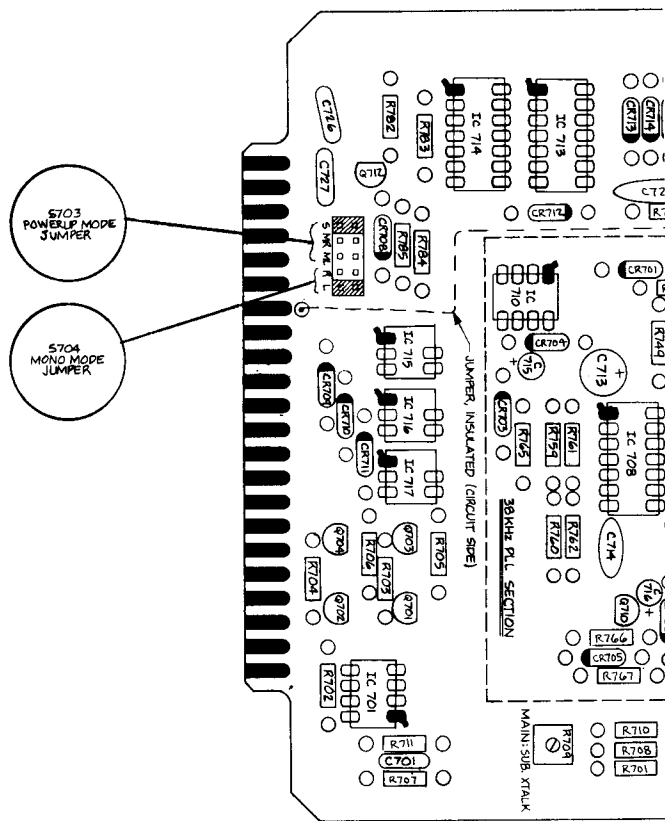 C726
R782
R783
IC 714
IC 713
CR713
CR714
C727
Q712
C72
R7
CR712
S703
POWERUP MODE
JUMPER
S MR ML R L
CR708
R785
R784
S704
MONO MODE
JUMPER
IC 710
CR701
CR704
C 715
C713
R749
IC 715
JUMPER, INSULATED (CIRCUIT SIDE)
CR709
CR710
CR711
IC 716
IC 717
CR703
R765
R759
R761
IC 708
38KHz PLL SECTION
R760
R762
C714
Q704
R706
Q703
R705
R704
R703
Q702
Q701
C 716
Q710
R766
CR705
R767
R702
IC 701
MAIN:SUB XTALK
R709
R710
R708
R701
R711
C701
R707